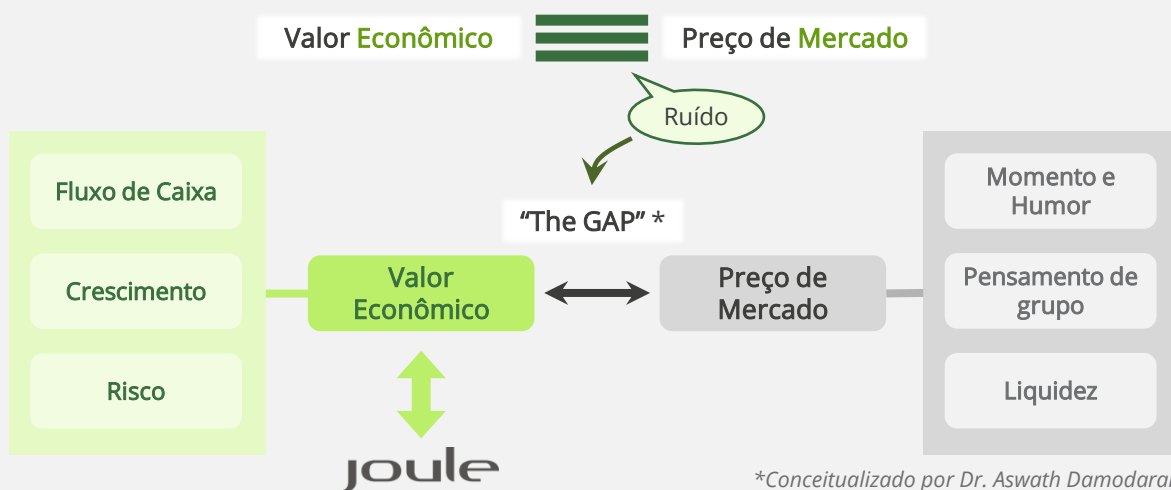 Valor Econômico
Preço de Mercado
Ruído
“The GAP” *
Fluxo de Caixa
Crescimento
Risco
Valor
Econômico
Preço de
Mercado
Momento e
Humor
Pensamento de
grupo
Liquidez
joule
*Conceitualizado por Dr. Aswath Damodaran